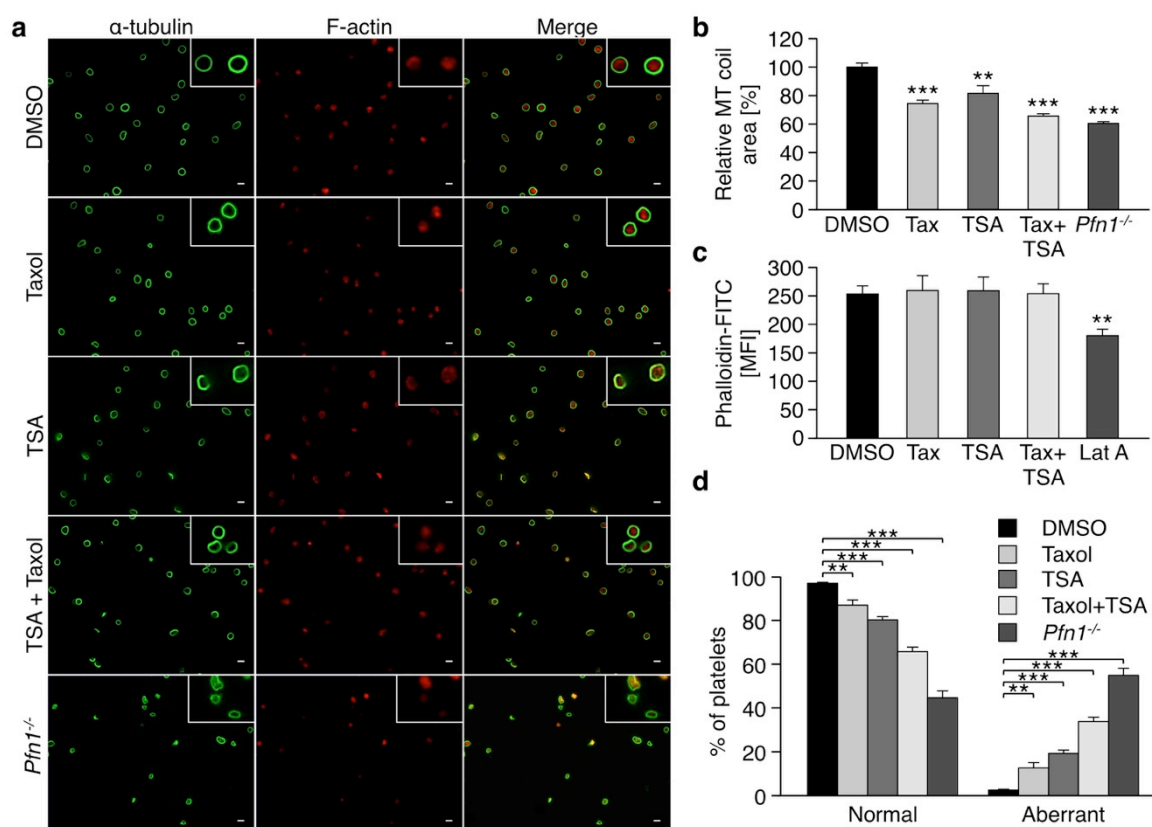 a
α-tubulin
F-actin
Merge
DMSO
Taxol
TSA
TSA + Taxol
Pfn1-/-
b
Relative MT coil
area [%]
120
100
80
60
40
20
0
***
**
***
***
DMSO
Tax
TSA
Tax+
TSA
Pfn1-/-
c
Phalloidin-FITC
[MFI]
300
250
250
200
150
100
50
0
**
DMSO
Tax
TSA
Tax+
TSA
Lat A
d
DMSO
Taxol
TSA
Taxol+TSA
Pfn1-/-
% of platelets
100
80
60
40
20
0
***
***
***
**
***
***
***
**
Normal
Aberrant